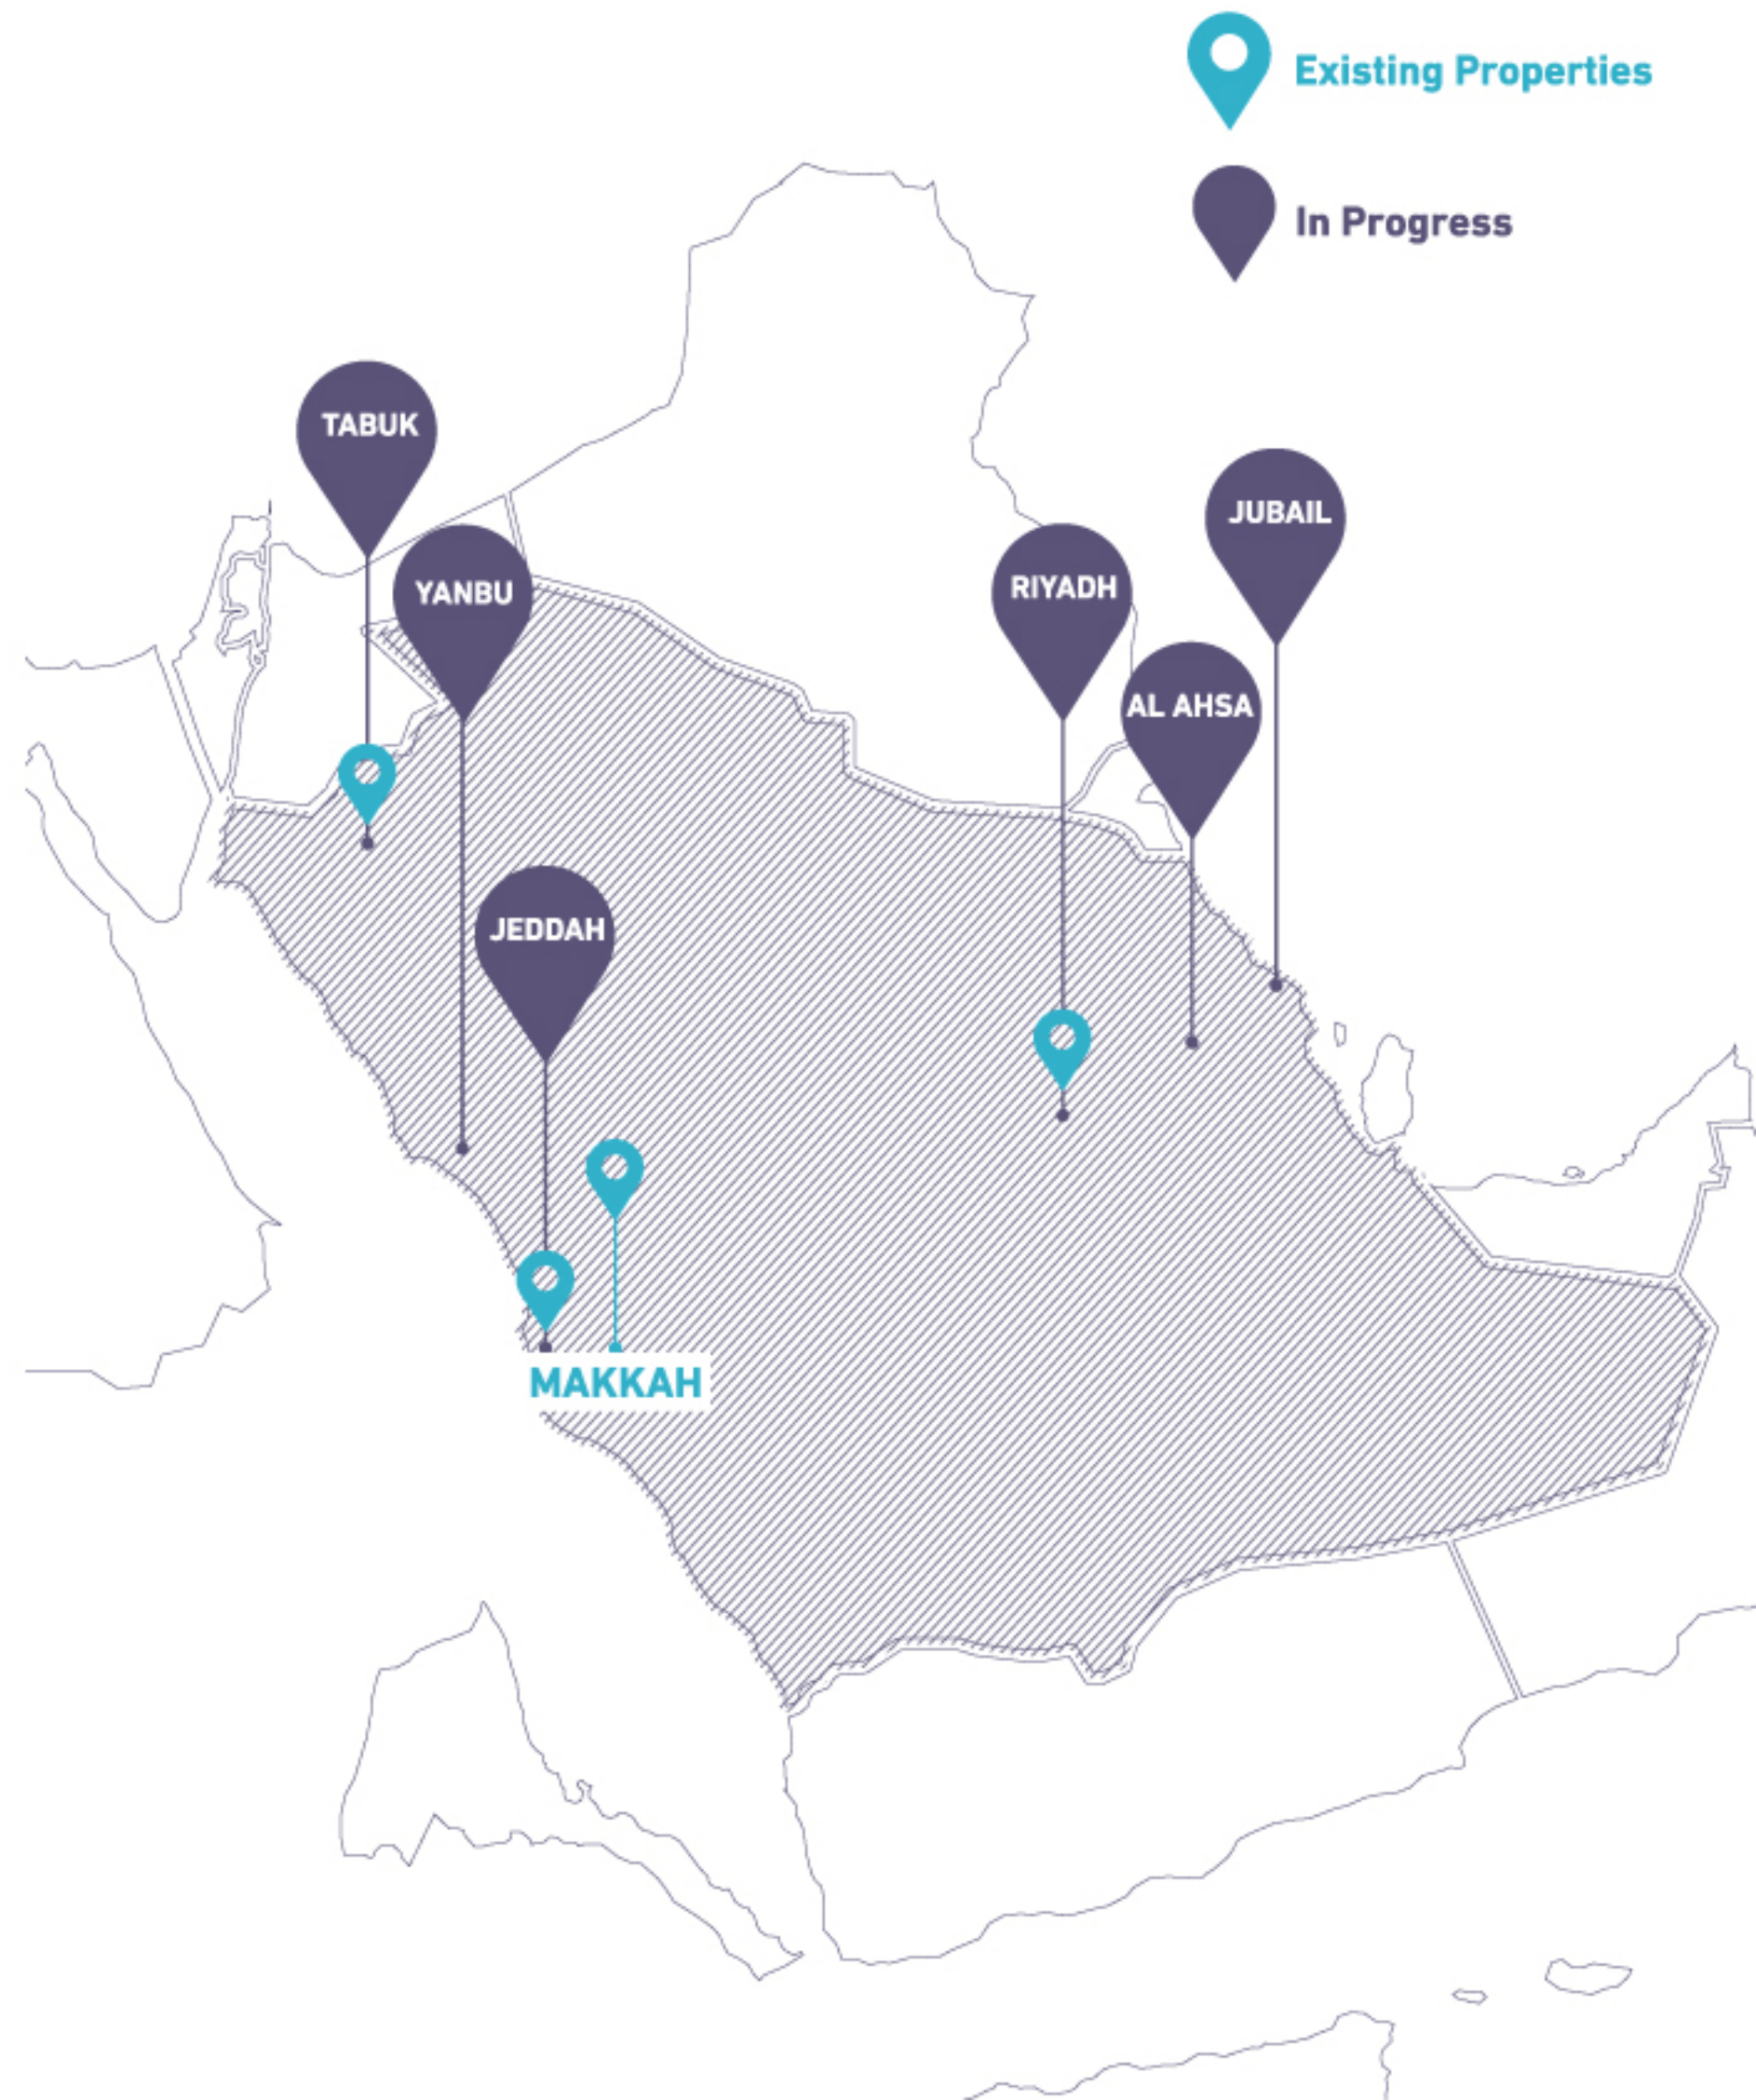 Existing Properties
In Progress
TABUK
JUBAIL
YANBU
RIYADH
AL AHSA
JEDDAH
MAKKAH